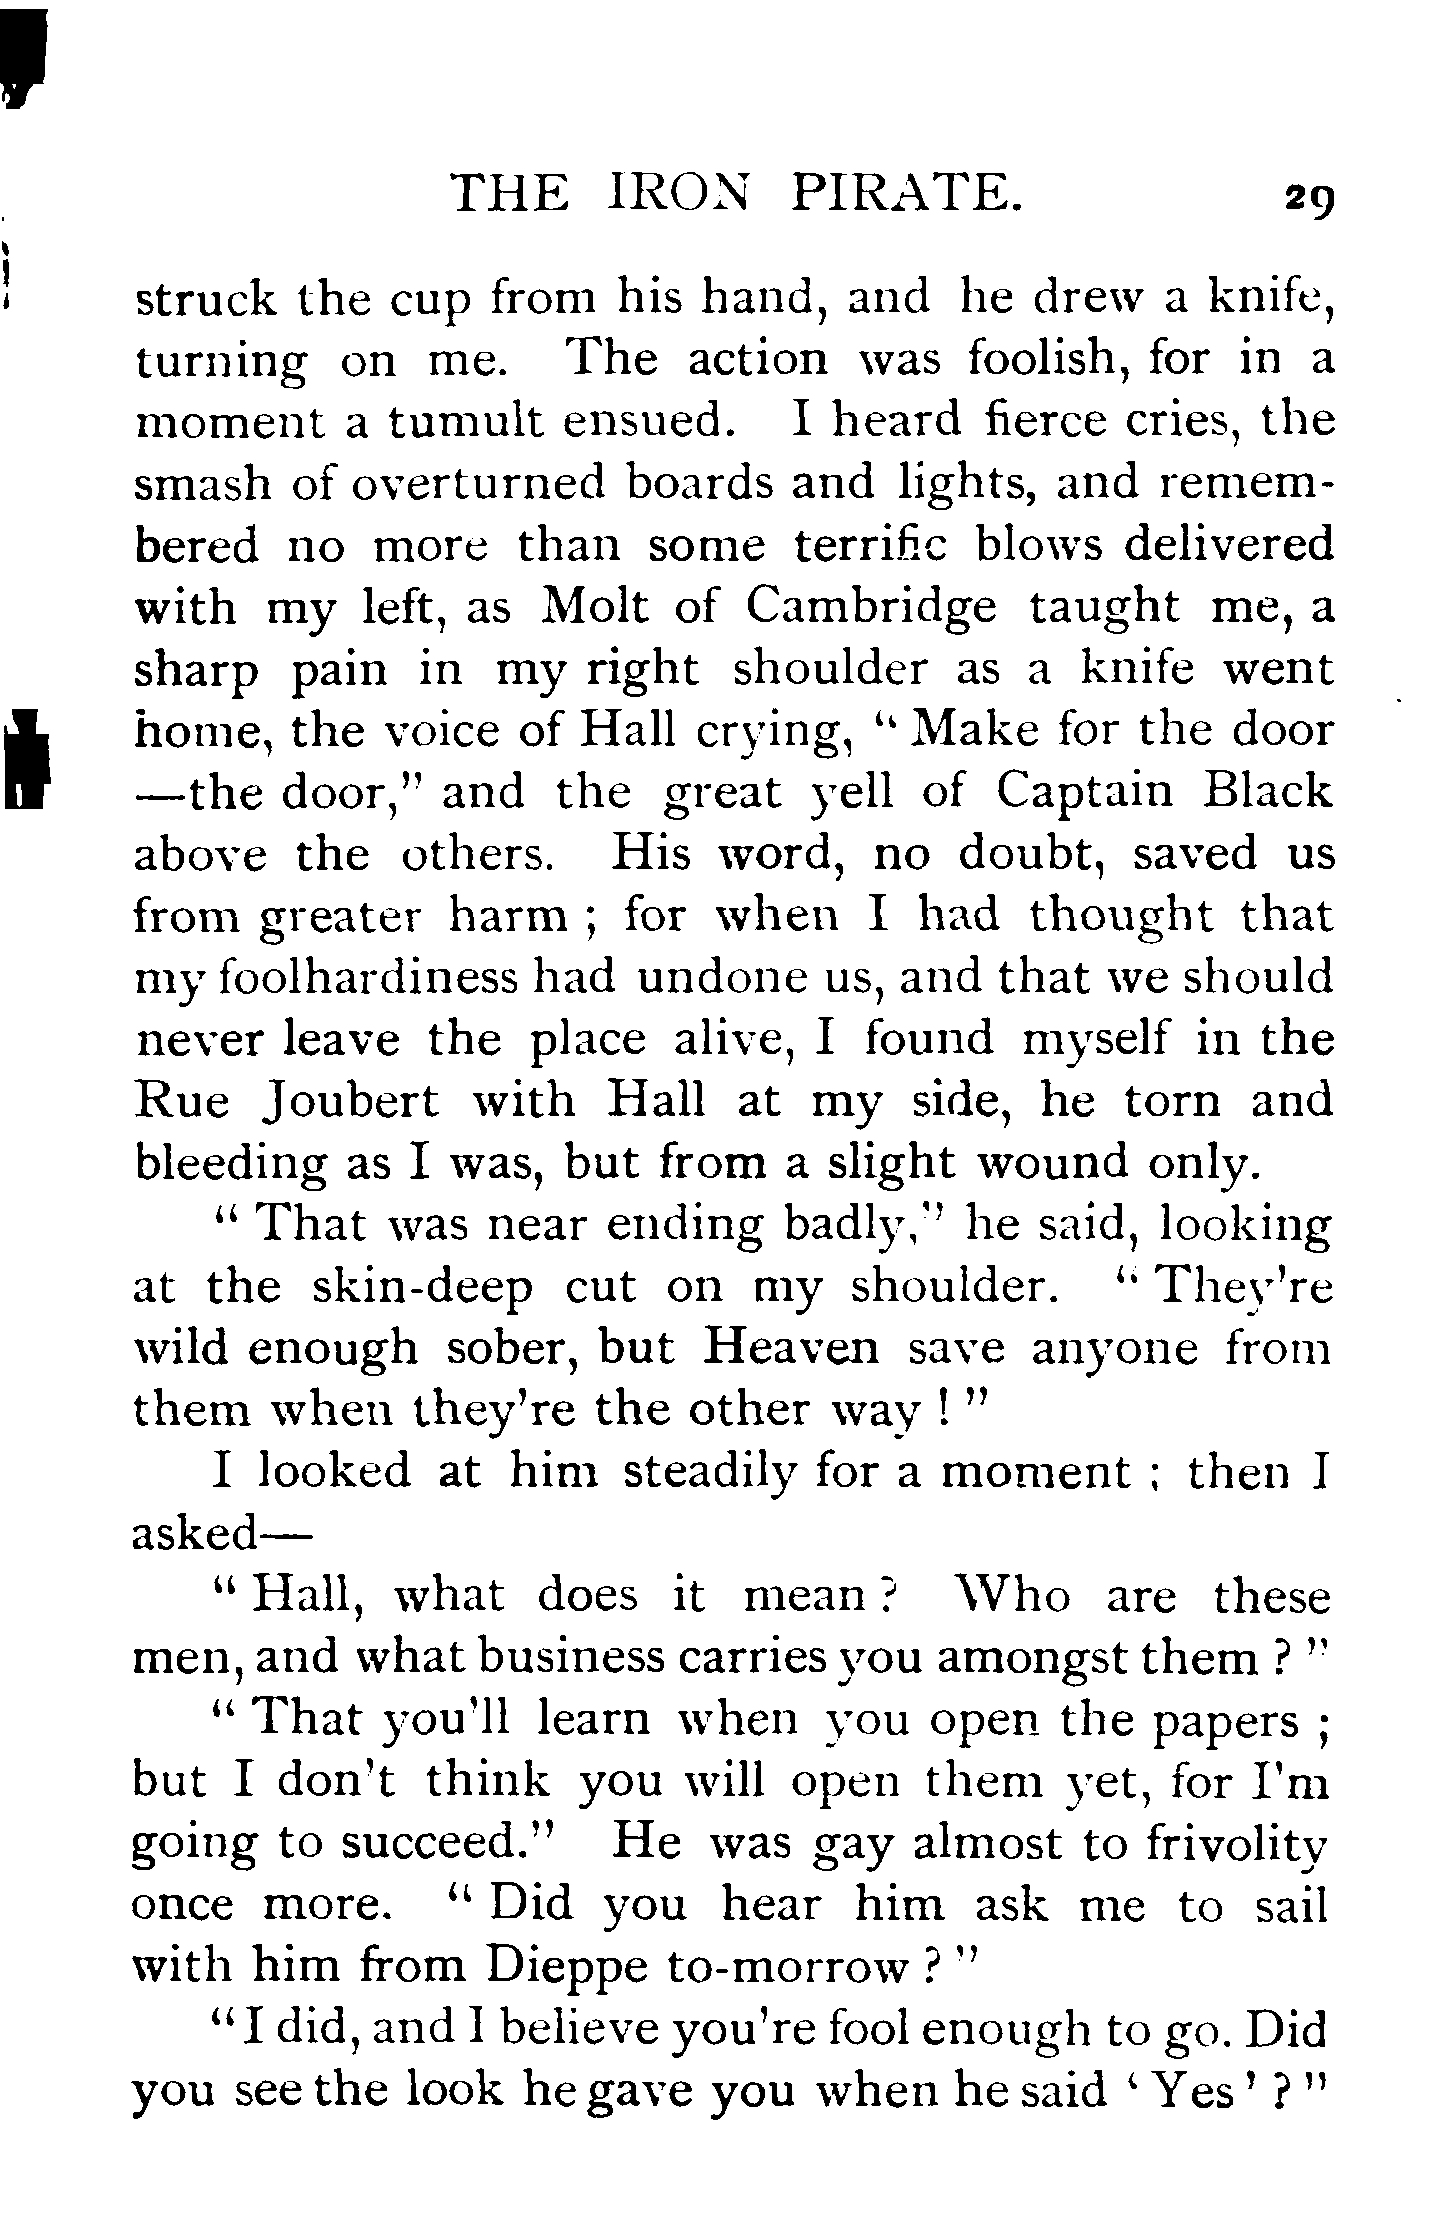 THE IRON PIRATE. 29
struck the cup from his hand, and he drew a knife,
turning on me. The action was foolish, for in a
moment a tumult ensued. I heard fierce cries, the
smash of overturned boards and lights, and remem-
bered no more than some terrific blows delivered
with my left, as Molt of Cambridge taught me, a
sharp pain in my right shoulder as a knife went
home, the voice of Hall crying, “ Make for the door
—the door,” and the great yell of Captain Black
above the others. His word, no doubt, saved us
from greater harm ; for when I had thought that
my foolhardiness had undone us, and that we should
never leave the place alive, I found myself in the
Rue Joubert with Hall at my side, he torn and
bleeding as I was, but from a slight wound only.
“ That was near ending badly,” he said, looking
at the skin-deep cut on my shoulder. “ They’re
wild enough sober, but Heaven save anyone from
them when they’re the other way ! ”
I looked at him steadily for a moment ; then I
asked—
“ Hall, what does it mean ? Who are these
men, and what business carries you amongst them ? ”
“ That you’ll learn when you open the papers ;
but I don’t think you will open them yet, for I’m
going to succeed.” He was gay almost to frivolity
once more. “ Did you hear him ask me to sail
with him from Dieppe to-morrow ? ”
“ I did, and I believe you’re fool enough to go. Did
you see the look he gave you when he said ‘ Yes ’ ? ”